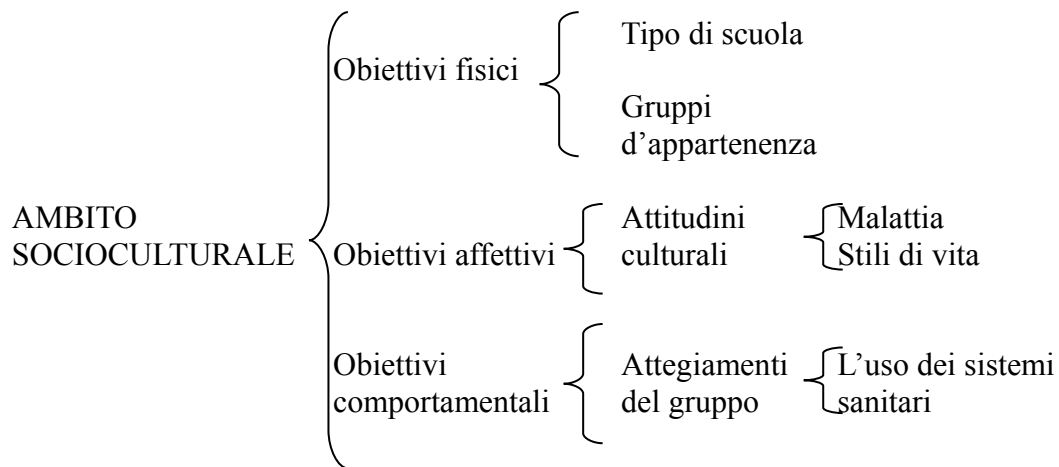 AMBITO
SOCIOCULTURALE
Obiettivi fisici
Tipo di scuola
Gruppi
d’appartenenza
Obiettivi affettivi
Attitudini
culturali
Malattia
Stili di vita
Obiettivi
comportamentali
Attegiamenti
del gruppo
L’uso dei sistemi
sanitari